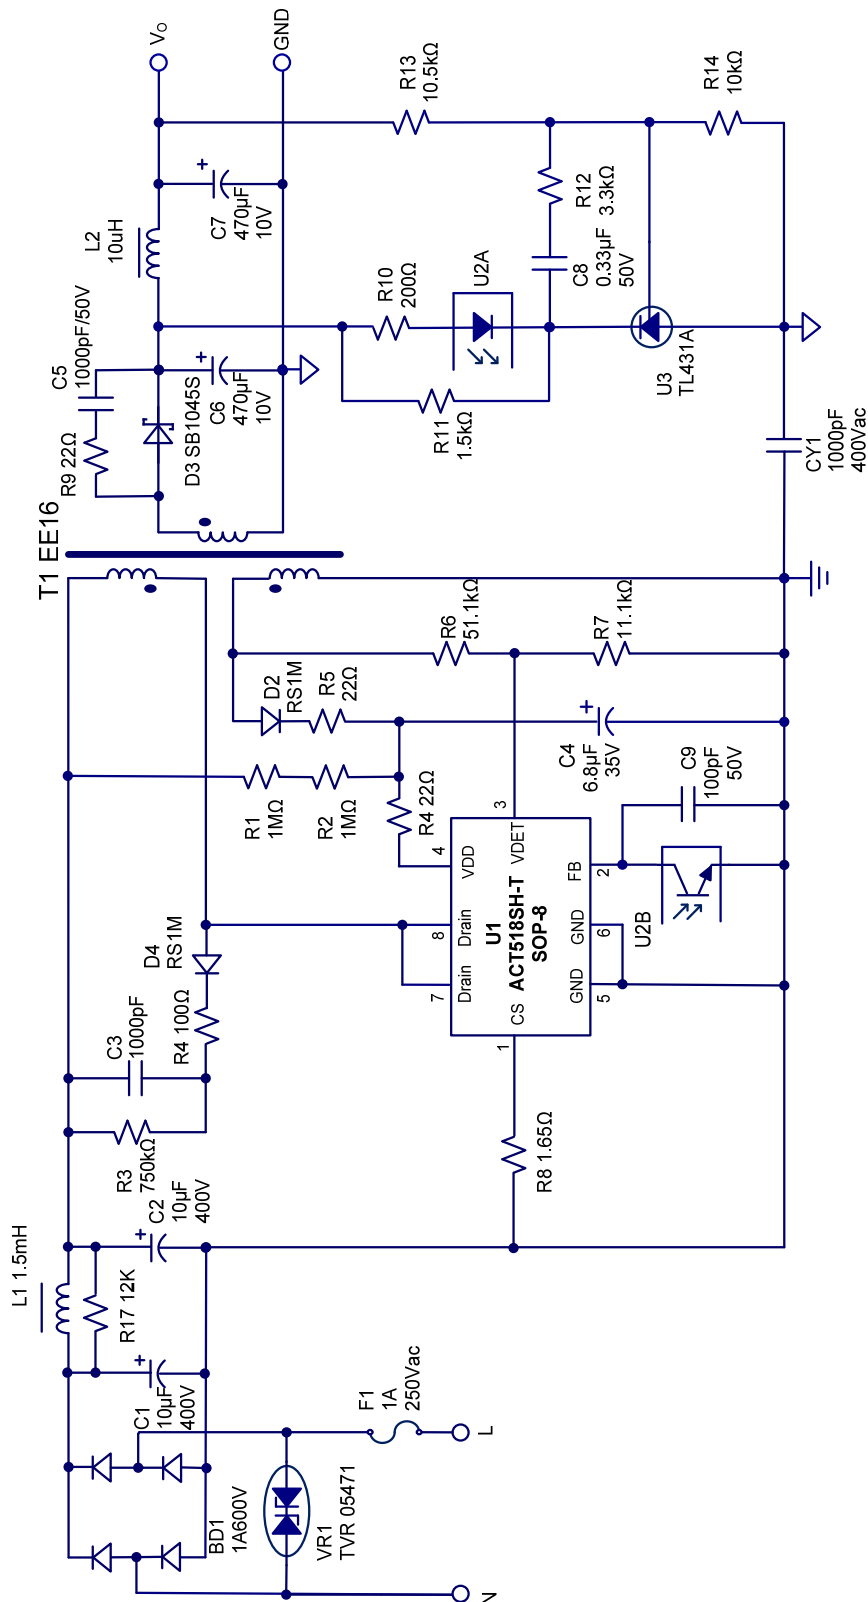 L1 1.5mH
R17 12K
C1
10µF
400V
C2
10µF
400V
BD1
1A600V
VR1
TVR 05471
F1
1A
250Vac
L
N
R3
750kΩ
C3
1000pF
R4 100Ω
D4
RS1M
T1 EE16
R1
1MΩ
R2
1MΩ
D2
RS1M
R5
22Ω
R4 22Ω
R6
51.1kΩ
R7
11.1kΩ
C4
6.8µF
35V
C9
100pF
50V
U2B
R8 1.65Ω
U1
ACT518SH-T
SOP-8
7
Drain
8
Drain
4
VDD
3
VDET
1
CS
2
FB
6
GND
5
GND
R9 22Ω
C5
1000pF/50V
D3 SB1045S
C6
470µF
10V
L2
10uH
C7
470µF
10V
VO
GND
R10
200Ω
R11
1.5kΩ
U2A
R13
10.5kΩ
R12
3.3kΩ
C8
0.33µF
50V
R14
10kΩ
U3
TL431A
CY1
1000pF
400Vac